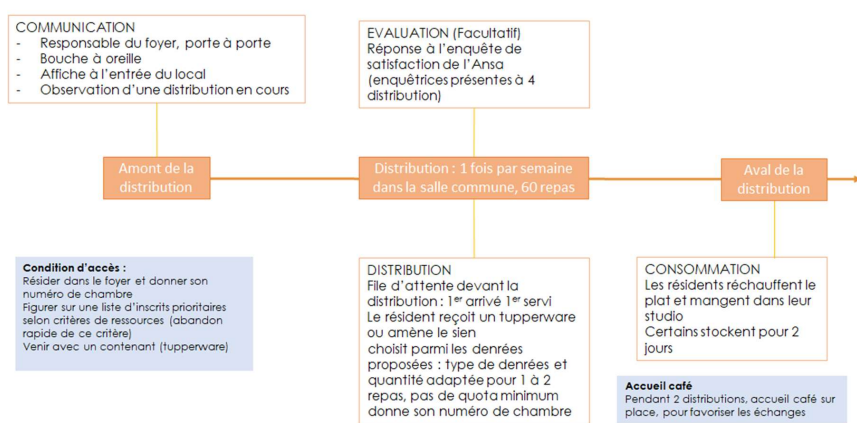 COMMUNICATION
- Responsable du foyer, porte à porte
- Bouche à oreille
- Affiche à l'entrée du local
- Observation d'une distribution en cours
EVALUATION (Facultatif)
Réponse à l'enquête de
satisfaction de l'Ansa
(enquêtrices présentes à 4
distribution)
Amont de la
distribution
Distribution : 1 fois par semaine
dans la salle commune, 60 repas
Aval de la
distribution
Condition d'accès :
Résider dans le foyer et donner son
numéro de chambre
Figurer sur une liste d'inscrits prioritaires
selon critères de ressources (abandon
rapide de ce critère)
Venir avec un contenant (tupperware)
DISTRIBUTION
File d'attente devant la
distribution : 1er arrivé 1er servi
Le résident reçoit un tupperware
ou amène le sien
choisit parmi les denrées
proposées : type de denrées et
quantité adaptée pour 1 à 2
repas, pas de quota minimum
donne son numéro de chambre
CONSOMMATION
Les résidents réchauffent le
plat et mangent dans leur
studio
Certains stockent pour 2
jours
Accueil café
Pendant 2 distributions, accueil café sur
place, pour favoriser les échanges